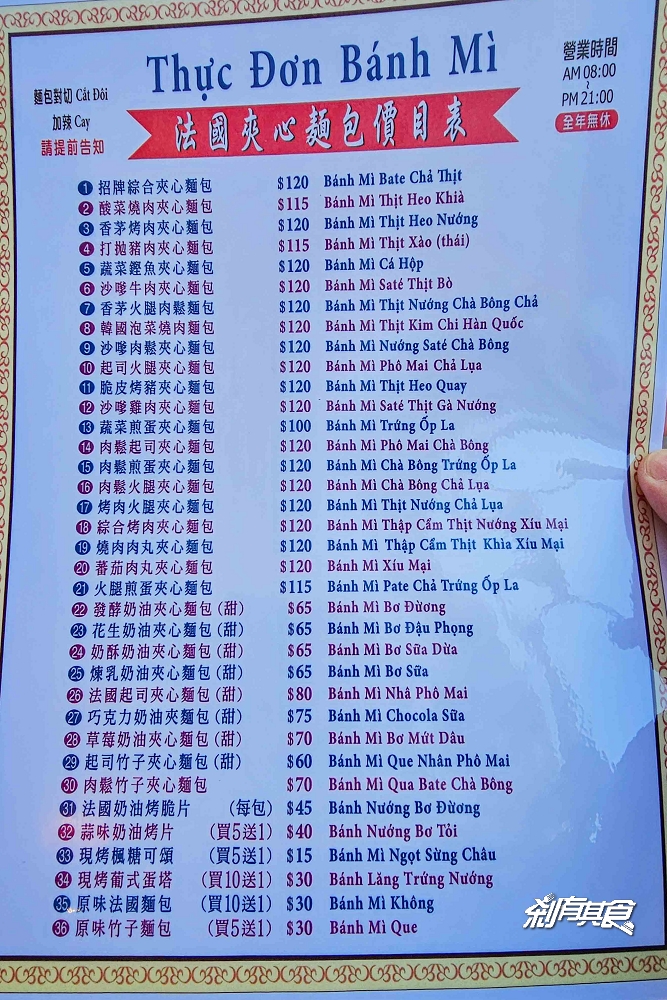 Thực Đơn Bánh Mì
法國夾心麵包價目表
麵包對切 Cắt Đôi
加辣 Cay
請提前告知
營業時間
AM 08:00
~
PM 21:00
全年無休
1 招牌綜合夾心麵包 $120 Bánh Mì Bate Chả Thịt
2 酸菜燒肉夾心麵包 $115 Bánh Mì Thịt Heo Khià
3 香茅烤肉夾心麵包 $120 Bánh Mì Thịt Heo Nướng
4 打拋豬肉夾心麵包 $115 Bánh Mì Thịt Xào (thái)
5 蔬菜鏗魚夾心麵包 $120 Bánh Mì Cá Hộp
6 沙嗲牛肉夾心麵包 $120 Bánh Mì Saté Thịt Bò
7 香茅火腿肉鬆麵包 $120 Bánh Mì Thịt Nướng Chà Bông Chả
8 韓國泡菜燒肉麵包 $120 Bánh Mì Thịt Kim Chi Hàn Quốc
9 沙嗲肉鬆夾心麵包 $120 Bánh Mì Nướng Saté Chà Bông
10 起司火腿夾心麵包 $120 Bánh Mì Phô Mai Chả Lụa
11 脆皮烤豬夾心麵包 $120 Bánh Mì Thịt Heo Quay
12 沙嗲雞肉夾心麵包 $120 Bánh Mì Saté Thịt Gà Nướng
13 蔬菜煎蛋夾心麵包 $100 Bánh Mì Trứng Ốp La
14 肉鬆起司夾心麵包 $120 Bánh Mì Phô Mai Chà Bông
15 肉鬆煎蛋夾心麵包 $120 Bánh Mì Chà Bông Trứng Ốp La
16 肉鬆火腿夾心麵包 $120 Bánh Mì Chà Bông Chả Lụa
17 烤肉火腿夾心麵包 $120 Bánh Mì Thịt Nướng Chả Lụa
18 綜合烤肉夾心麵包 $120 Bánh Mì Thập Cẩm Thịt Nướng Xíu Mại
19 燒肉肉丸夾心麵包 $120 Bánh Mì Thập Cẩm Thịt Khìa Xíu Mại
20 蕃茄肉丸夾心麵包 $120 Bánh Mì Xíu Mại
21 火腿煎蛋夾心麵包 $115 Bánh Mì Pate Chả Trứng Ốp La
22 發酵奶油夾心麵包(甜) $65 Bánh Mì Bơ Đường
23 花生奶油夾心麵包(甜) $65 Bánh Mì Bơ Đậu Phọng
24 奶酥奶油夾心麵包(甜) $65 Bánh Mì Bơ Sữa Dừa
25 煉乳奶油夾心麵包(甜) $65 Bánh Mì Bơ Sữa
26 法國起司夾心麵包(甜) $80 Bánh Mì Nhâ Phô Mai
27 巧克力奶油夾麵包(甜) $75 Bánh Mì Chocola Sữa
28 草莓奶油夾心麵包(甜) $70 Bánh Mì Bơ Mứt Dâu
29 起司竹子夾心麵包(甜) $60 Bánh Mì Que Nhân Phô Mai
30 肉鬆竹子夾心麵包 $70 Bánh Mì Qua Bate Chà Bông
31 法國奶油烤脆片 (每包) $45 Bánh Nướng Bơ Đường
32 蒜味奶油烤片 (買5送1) $40 Bánh Nướng Bơ Tỏi
33 現烤楓糖可頌 (買5送1) $15 Bánh Mì Ngọt Sừng Châu
34 現烤葡式蛋塔 (買10送1) $30 Bánh Lăng Trứng Nướng
35 原味法國麵包 (買10送1) $30 Bánh Mì Không
36 原味竹子麵包 (買5送1) $30 Bánh Mì Que
剎有其食